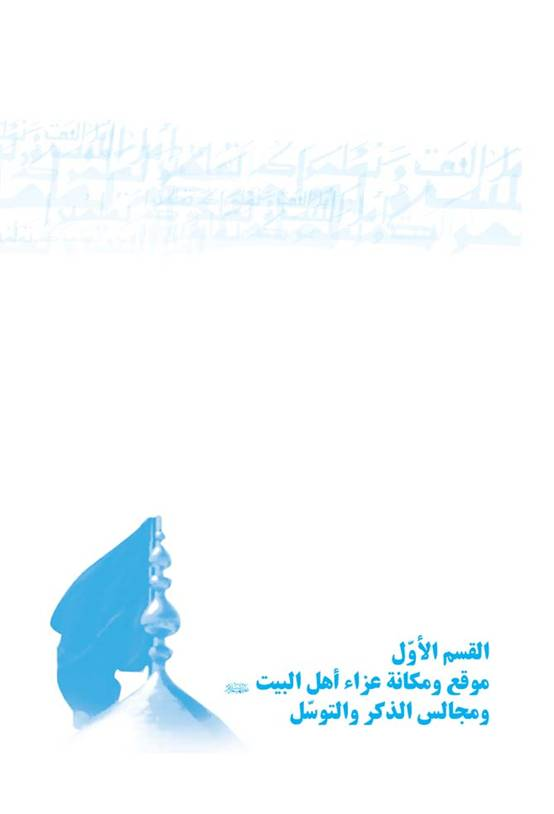 القسم الأوّل
موقع ومكانة عزاء أهل البيت
ومجالس الذكر والتوسّل